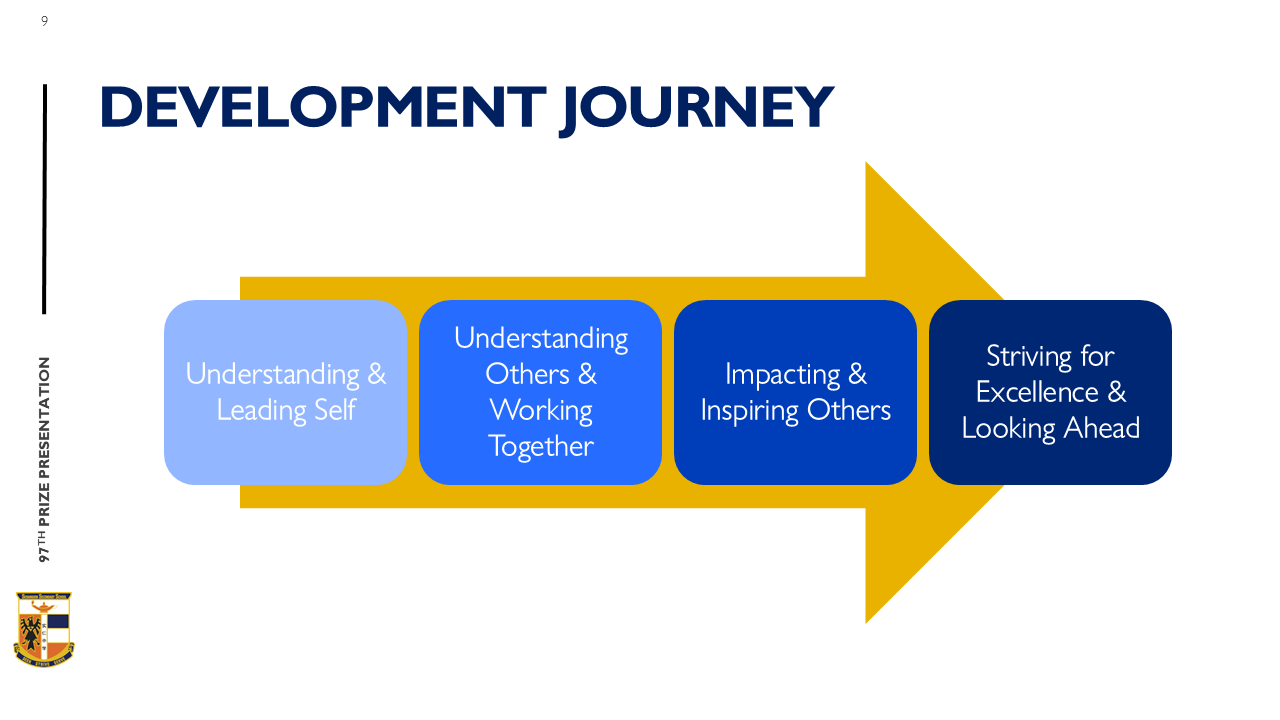 9
DEVELOPMENT JOURNEY
Understanding &
Leading Self
Understanding
Others &
Working
Together
Impacting &
Inspiring Others
Striving for
Excellence &
Looking Ahead
97TH PRIZE PRESENTATION